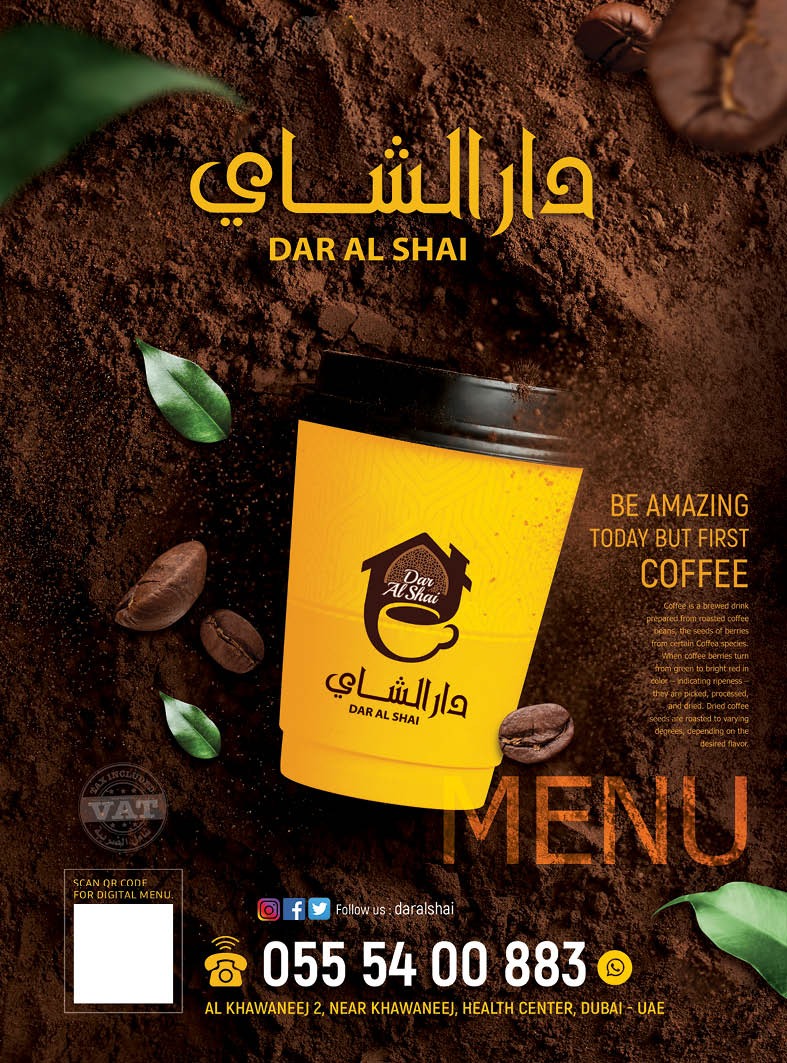 دار الشاي
DAR AL SHAI
BE AMAZING
TODAY BUT FIRST
COFFEE
Coffee is a brewed drink
prepared from roasted coffee
beans, the seeds of berries
from certain Coffea species.
When coffee berries turn
from green to bright red in
color – indicating ripeness –
they are picked, processed,
and dried. Dried coffee
seeds are roasted to varying
degrees, depending on the
desired flavor.
Dar
Al Shai
دار الشاي
DAR AL SHAI
MENU
TAX INCLUDED
VAT
شامل الضريبة
SCAN QR CODE
FOR DIGITAL MENU.
Follow us : daralshai
055 54 00 883
AL KHAWANEEJ 2, NEAR KHAWANEEJ, HEALTH CENTER, DUBAI - UAE